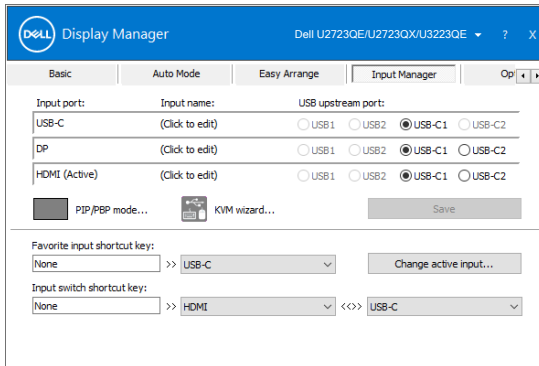 DELL Display Manager Dell U2723QE/U2723QX/U3223QE ? X
Basic Auto Mode Easy Arrange Input Manager Op
Input port: Input name: USB upstream port:
USB-C (Click to edit) USB1 USB2 USB-C1 USB-C2
DP (Click to edit) USB1 USB2 USB-C1 USB-C2
HDMI (Active) (Click to edit) USB1 USB2 USB-C1 USB-C2
PIP/PBP mode... KVM wizard... Save
Favorite input shortcut key:
None >> USB-C Change active input...
Input switch shortcut key:
None >> HDMI <<>> USB-C